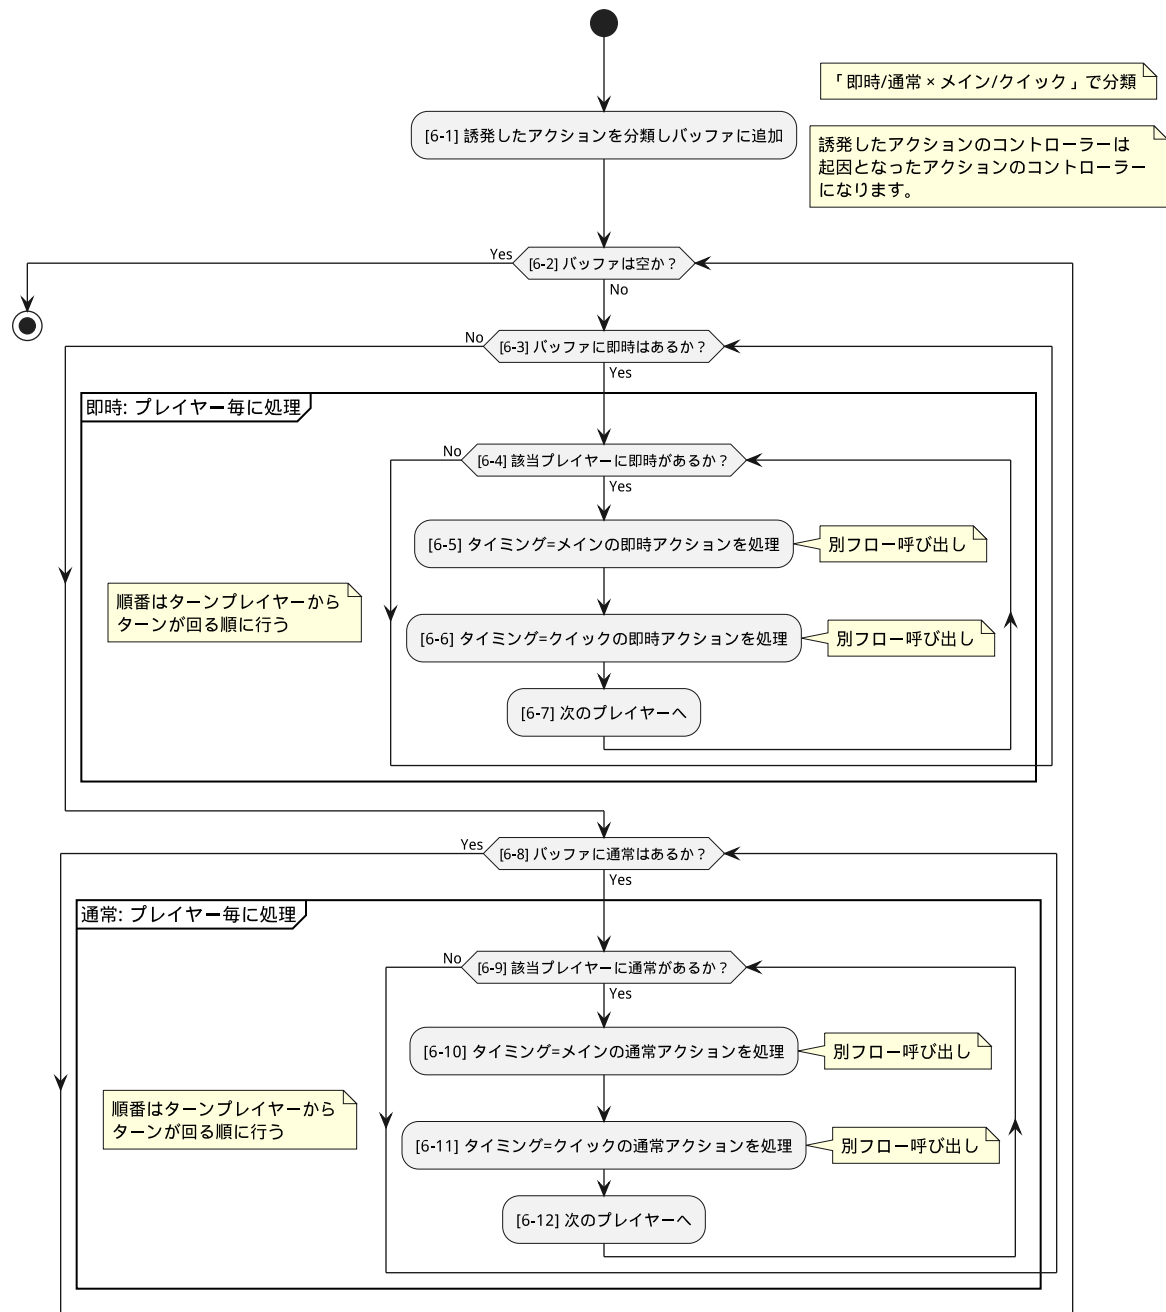 「即時/通常 × メイン/クイック」で分類
[6-1] 誘発したアクションを分類しバッファに追加
誘発したアクションのコントローラーは
起因となったアクションのコントローラー
になります。
Yes
[6-2] バッファは空か？
No
No
[6-3] バッファに即時はあるか？
Yes
即時: プレイヤー毎に処理
No
[6-4] 該当プレイヤーに即時があるか？
Yes
[6-5] タイミング=メインの即時アクションを処理
別フロー呼び出し
順番はターンプレイヤーから
ターンが回る順に行う
[6-6] タイミング=クイックの即時アクションを処理
別フロー呼び出し
[6-7] 次のプレイヤーへ
Yes
[6-8] バッファに通常はあるか？
Yes
通常: プレイヤー毎に処理
No
[6-9] 該当プレイヤーに通常があるか？
Yes
[6-10] タイミング=メインの通常アクションを処理
別フロー呼び出し
順番はターンプレイヤーから
ターンが回る順に行う
[6-11] タイミング=クイックの通常アクションを処理
別フロー呼び出し
[6-12] 次のプレイヤーへ